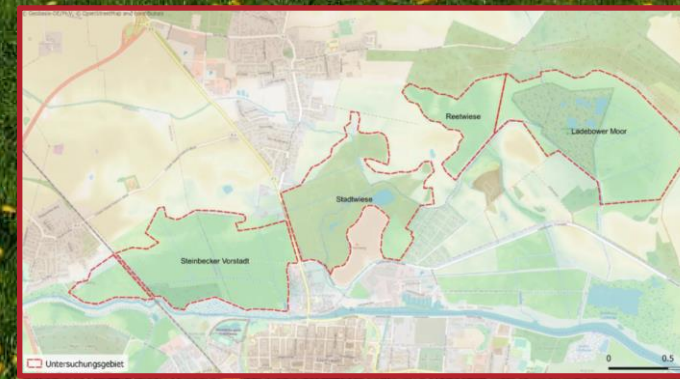 Reetwiese
Ladebower Moor
Stadtwiese
Steinbecker Vorstadt
Untersuchungsgebiet
0 0.5